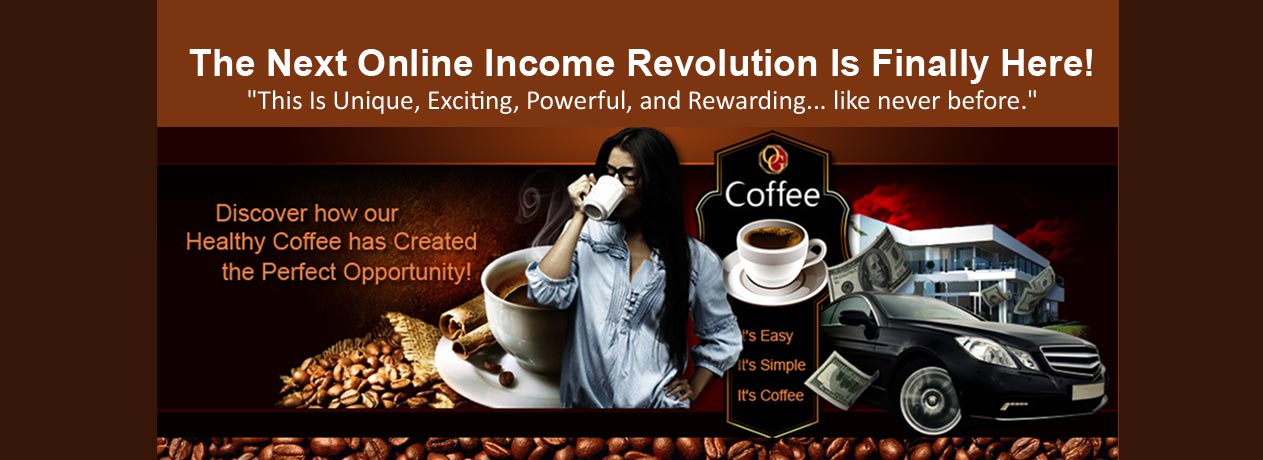 The Next Online Income Revolution Is Finally Here!
"This Is Unique, Exciting, Powerful, and Rewarding... like never before."
Discover how our
Healthy Coffee has Created
the Perfect Opportunity!
OG
Coffee
It's Easy
It's Simple
It's Coffee